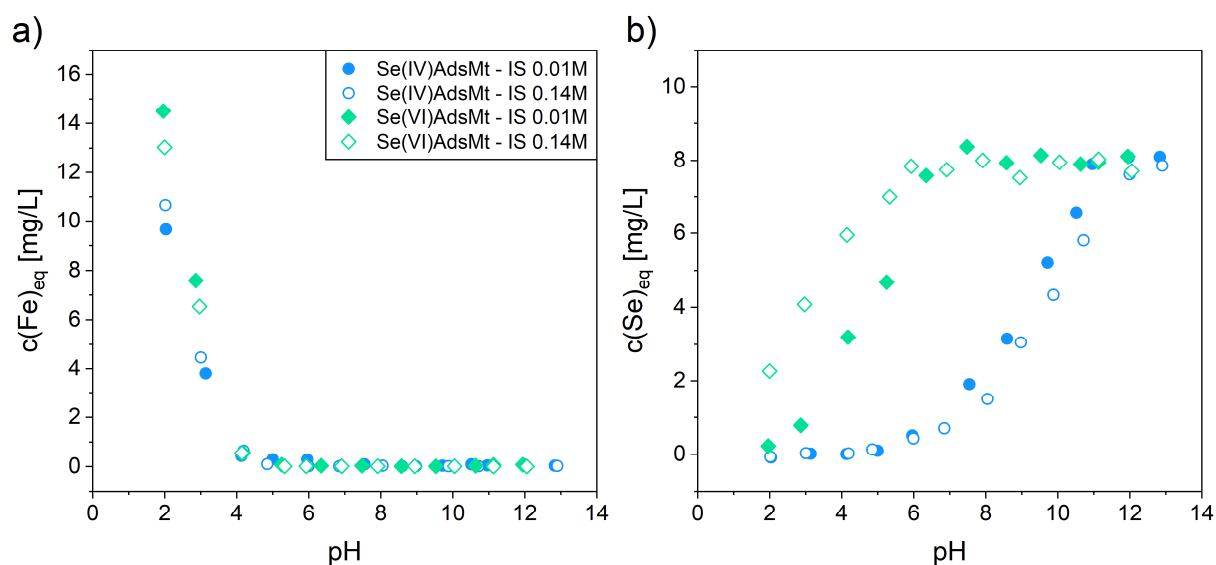 a)
c(Fe)eq [mg/L]
16
14
12
10
8
6
4
2
0
0 2 4 6 8 10 12 14
pH
Se(IV)AdsMt - IS 0.01M
Se(IV)AdsMt - IS 0.14M
Se(VI)AdsMt - IS 0.01M
Se(VI)AdsMt - IS 0.14M
b)
c(Se)eq [mg/L]
10
8
6
4
2
0
0 2 4 6 8 10 12 14
pH